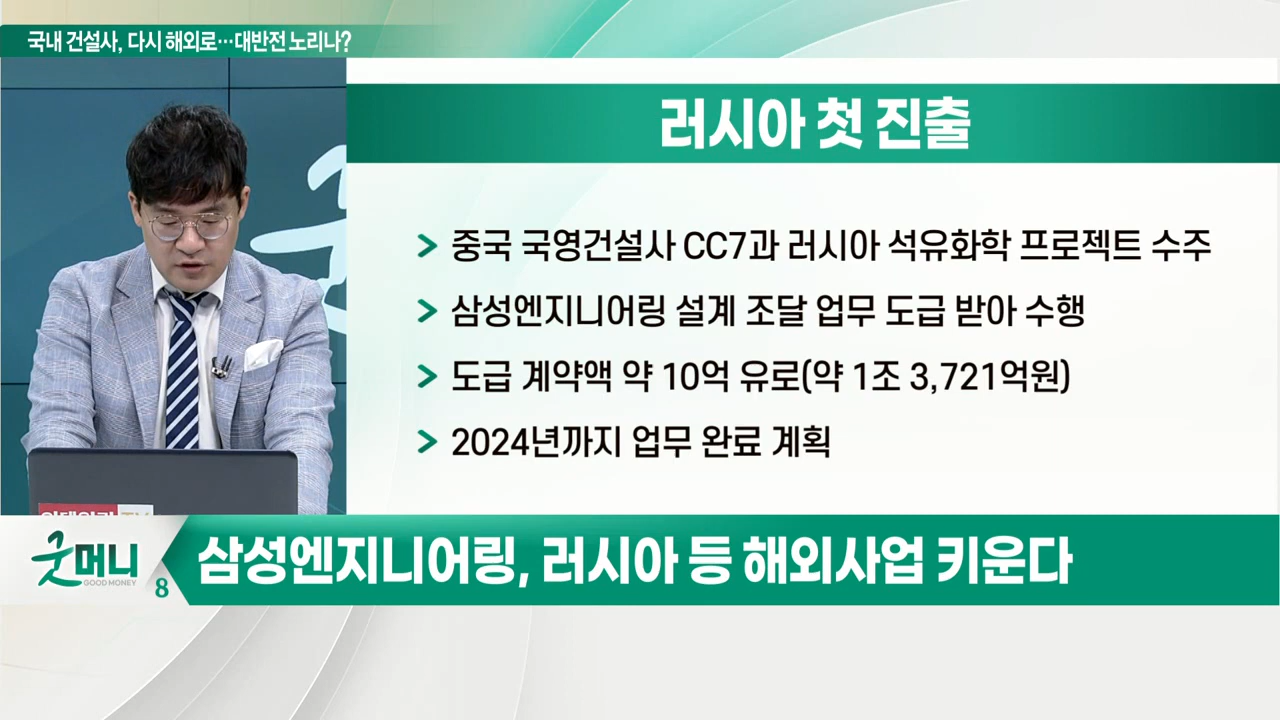 국내 건설사, 다시 해외로…대반전 노리나?
러시아 첫 진출
> 중국 국영건설사 CC7과 러시아 석유화학 프로젝트 수주
> 삼성엔지니어링 설계 조달 업무 도급 받아 수행
> 도급 계약액 약 10억 유로(약 1조 3,721억원)
> 2024년까지 업무 완료 계획
굿머니
GOOD MONEY
8
삼성엔지니어링, 러시아 등 해외사업 키운다